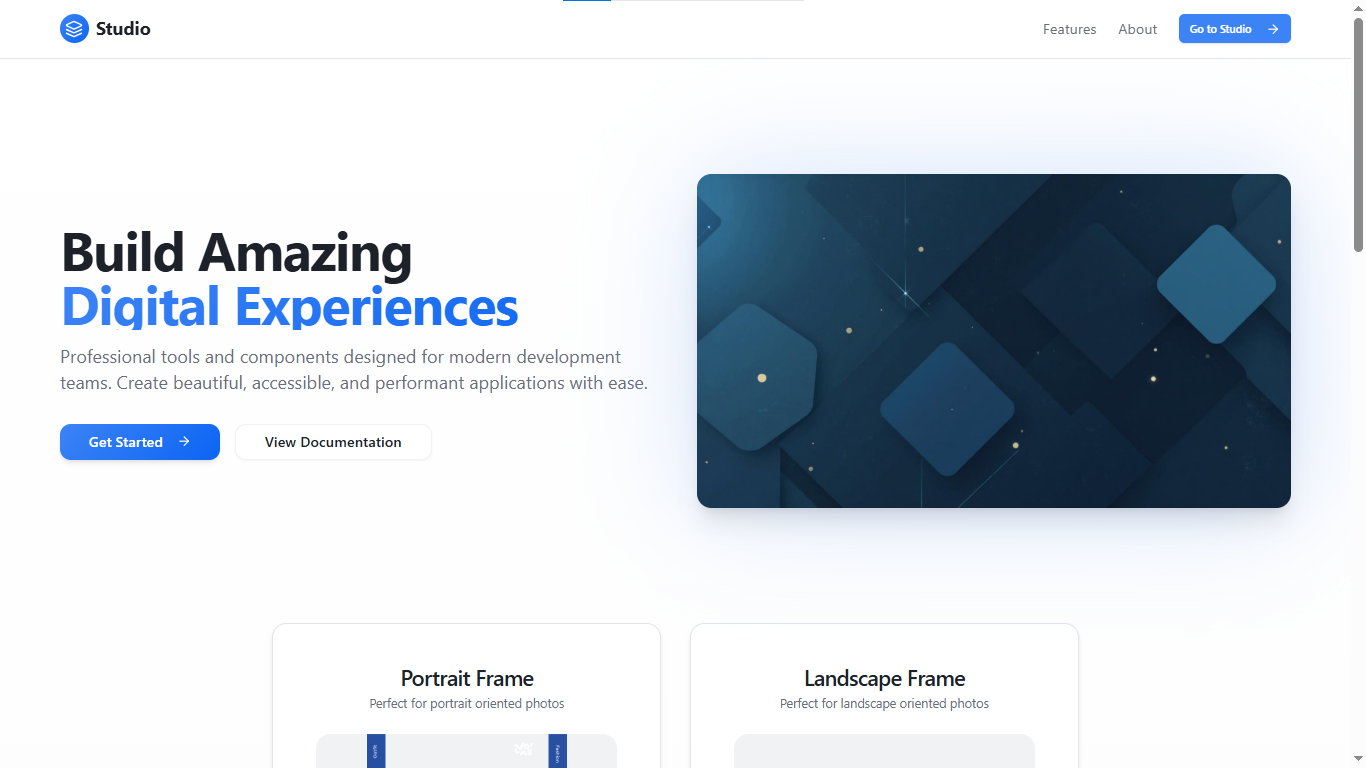 Studio
Features
About
Go to Studio
Build Amazing
Digital Experiences
Professional tools and components designed for modern development
teams. Create beautiful, accessible, and performant applications with ease.
Get Started
View Documentation
Portrait Frame
Perfect for portrait oriented photos
Landscape Frame
Perfect for landscape oriented photos